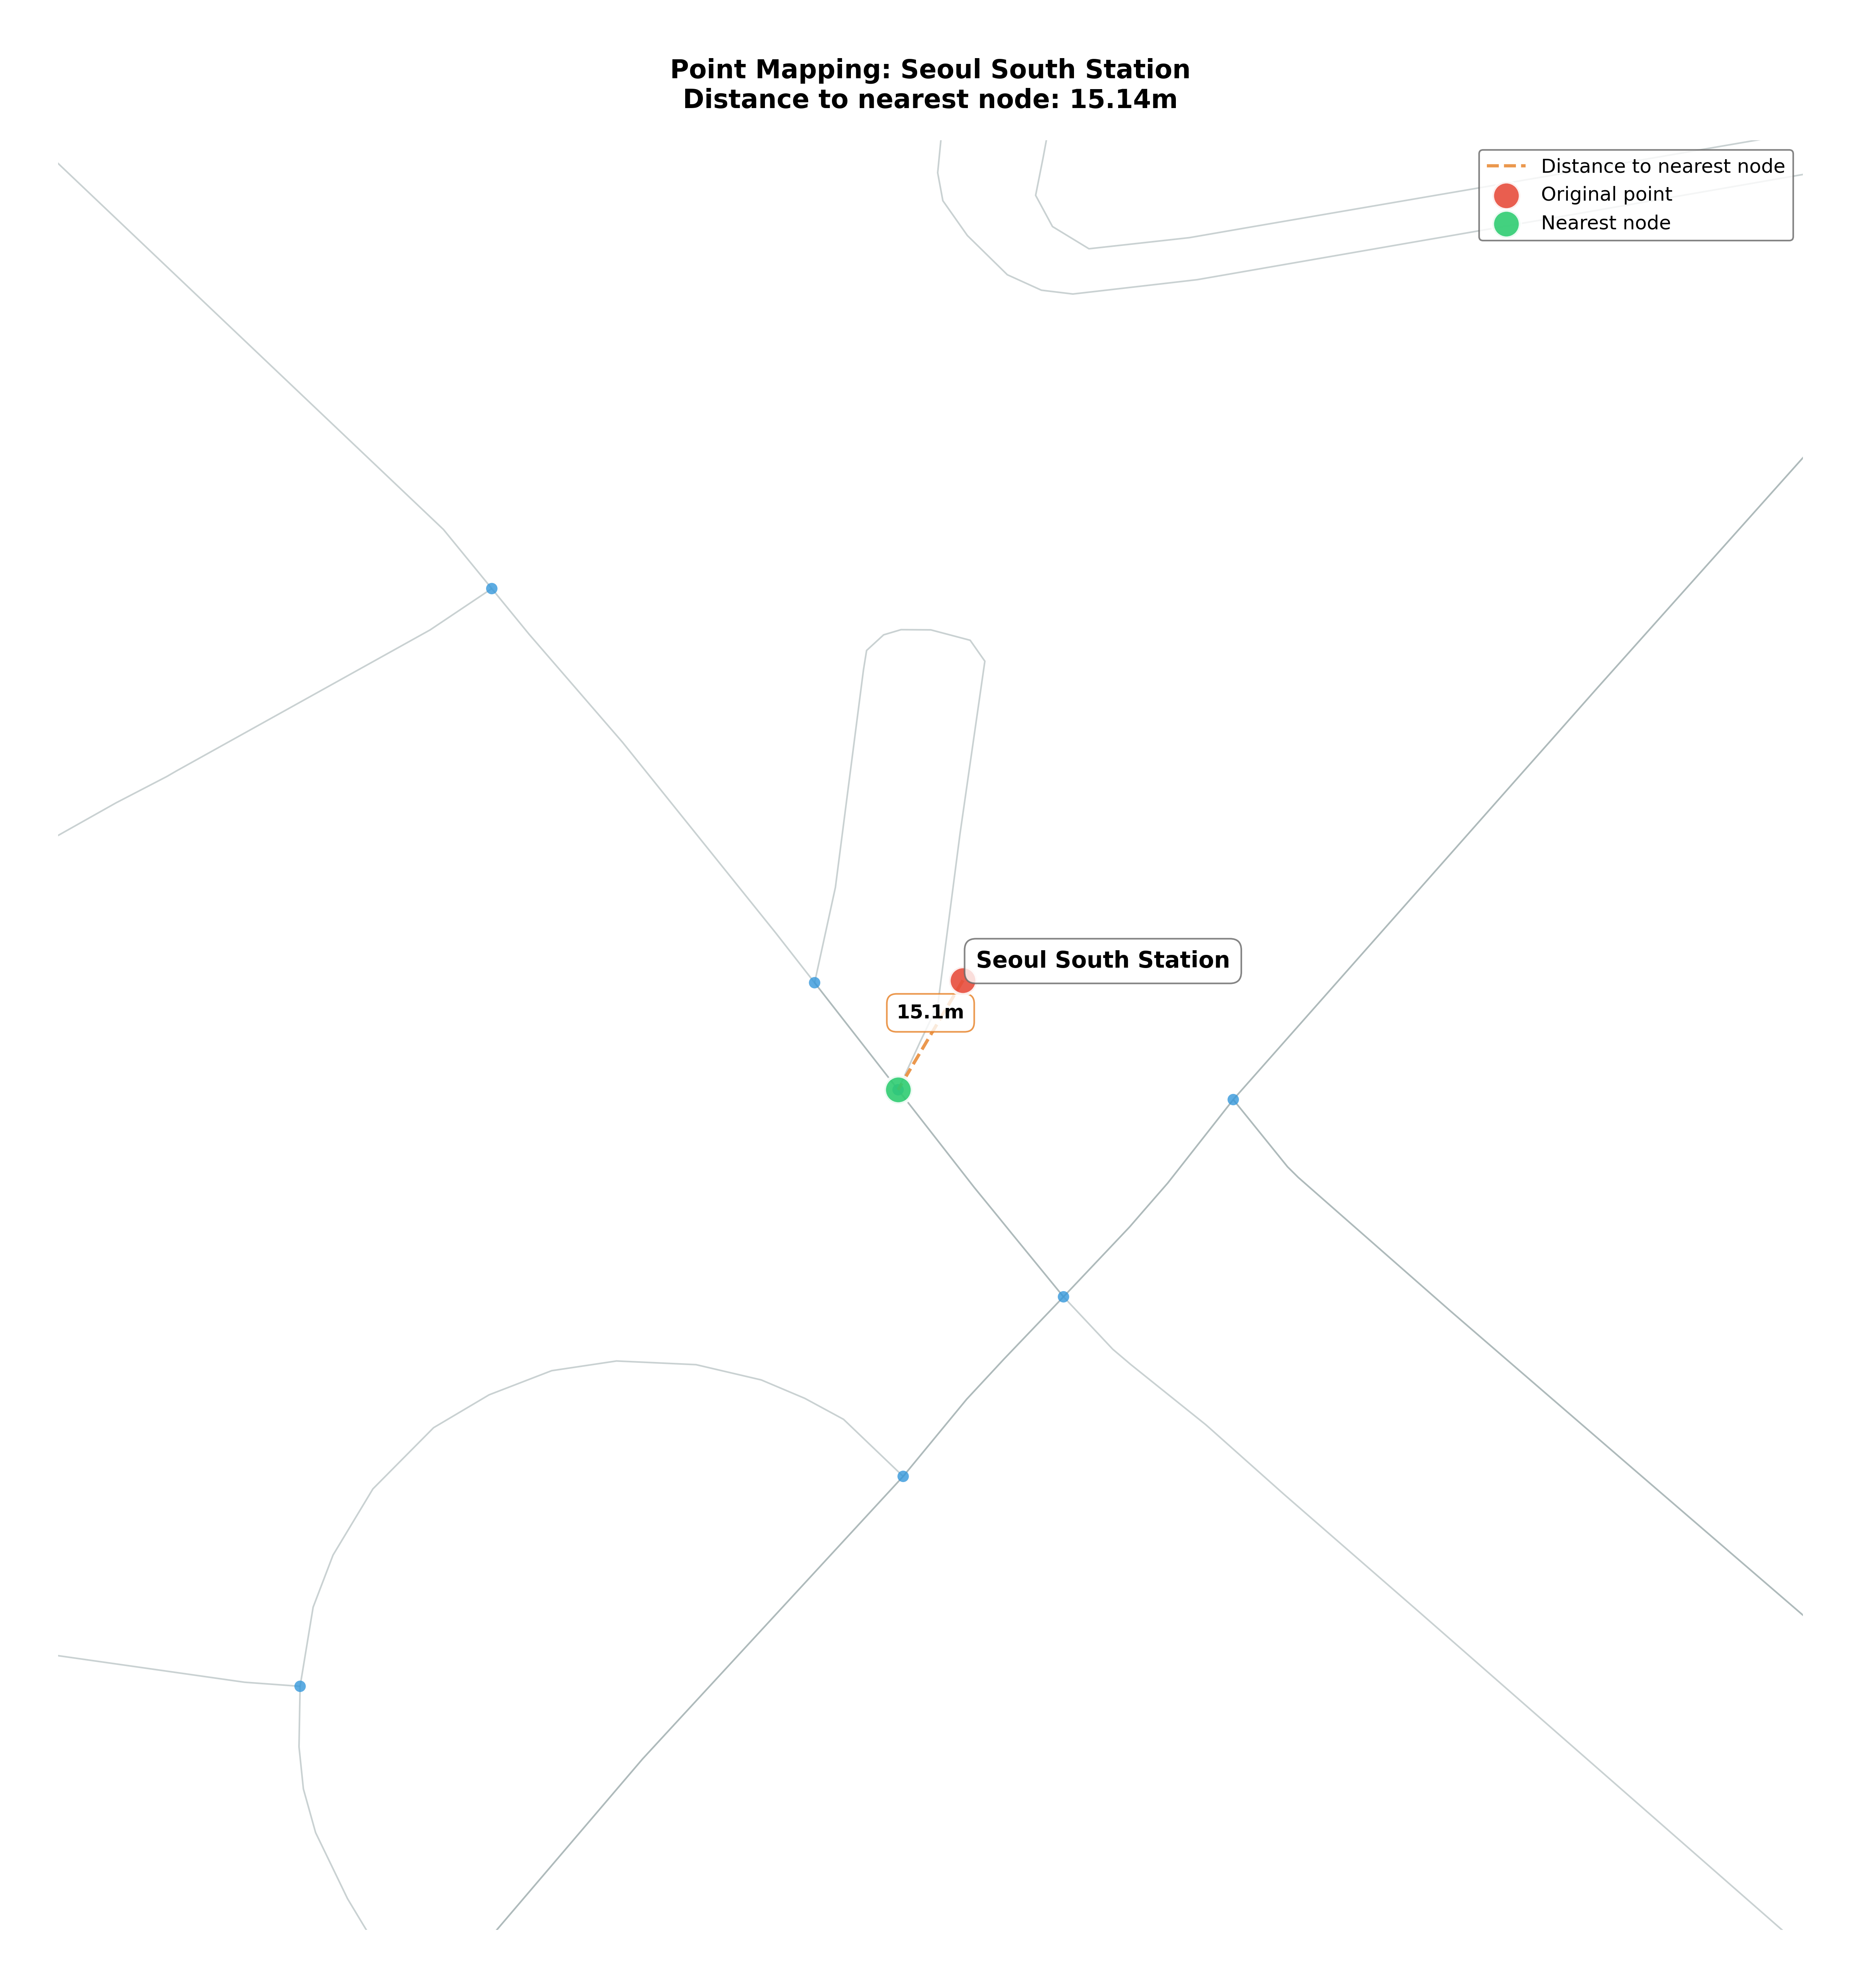 Point Mapping: Seoul South Station
Distance to nearest node: 15.14m
Distance to nearest node
Original point
Nearest node
Seoul South Station
15.1m